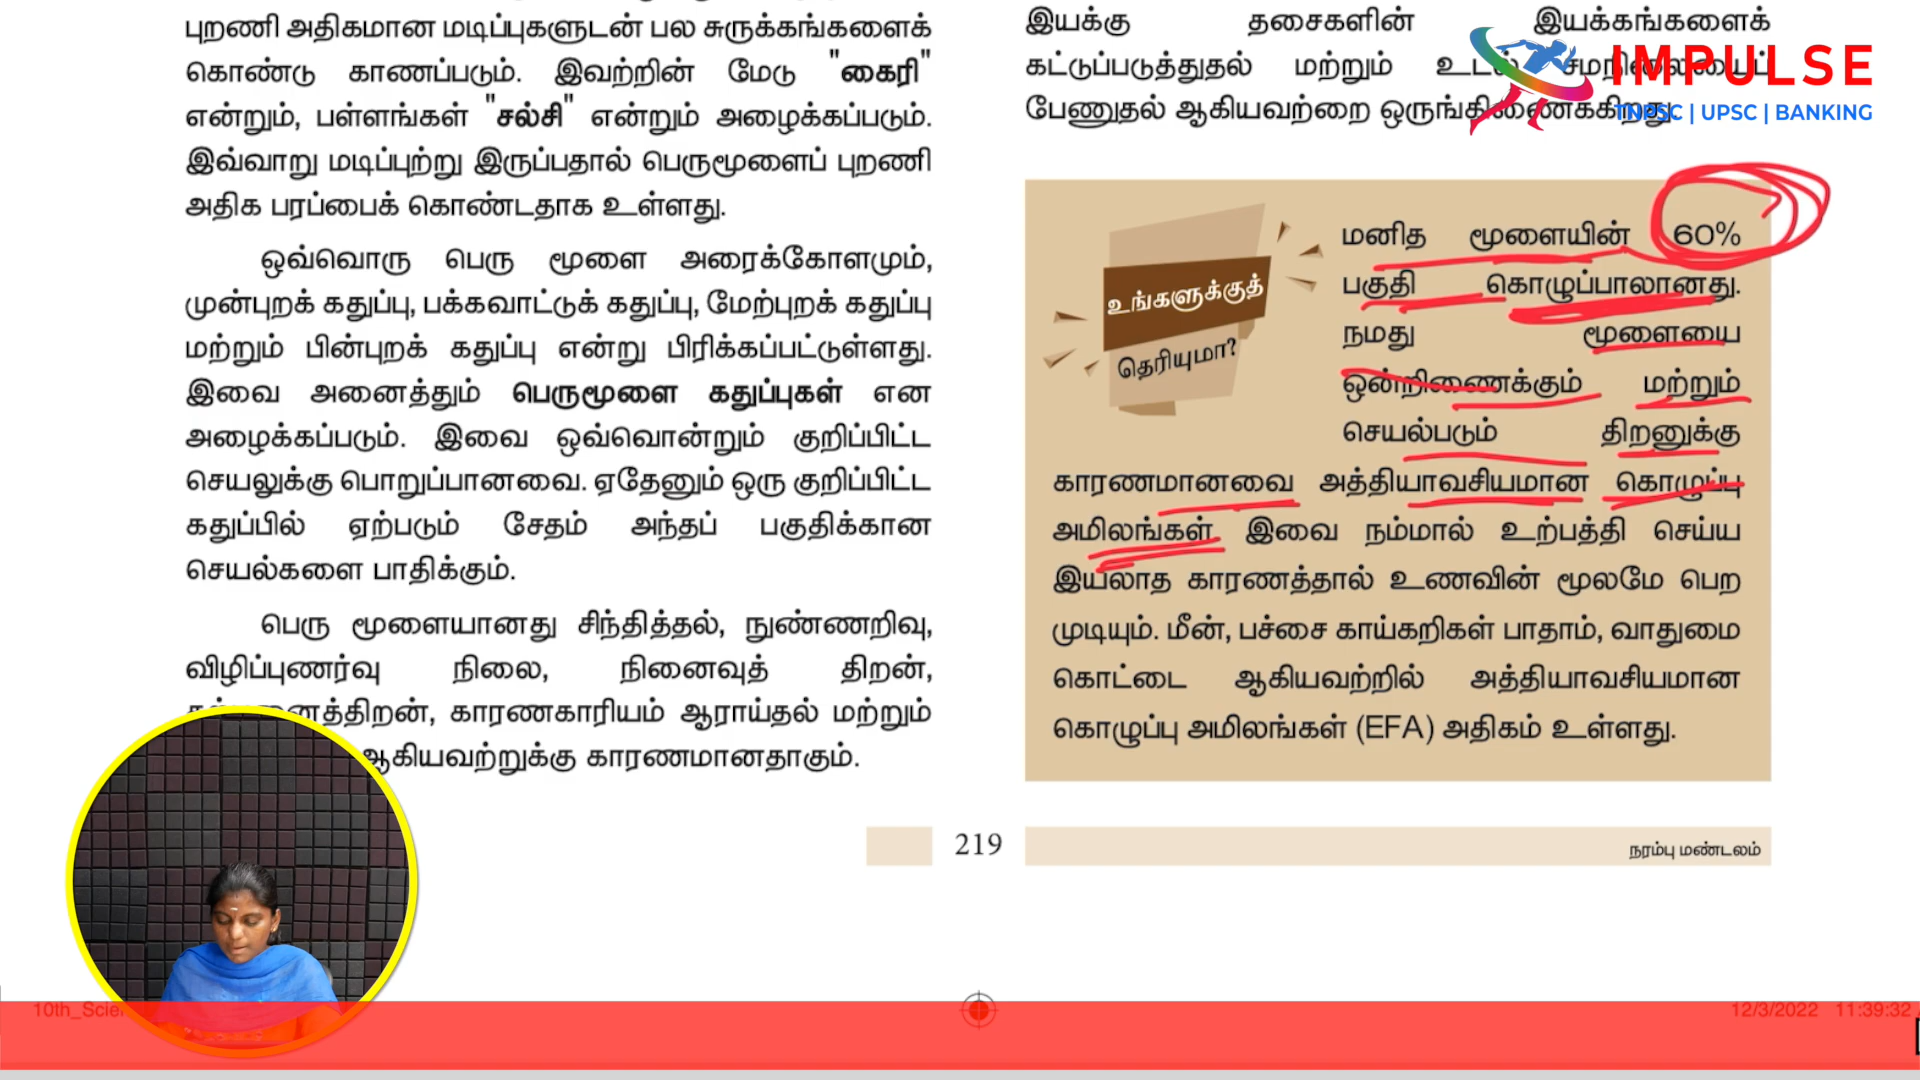 புறணி அதிகமான மடிப்புகளுடன் பல சுருக்கங்களைக்
கொண்டு காணப்படும். இவற்றின் மேடு "கைரி"
என்றும், பள்ளங்கள் "சல்சி" என்றும் அழைக்கப்படும்.
இவ்வாறு மடிப்புற்று இருப்பதால் பெருமூளைப் புறணி
அதிக பரப்பைக் கொண்டதாக உள்ளது.
ஒவ்வொரு பெரு மூளை அரைக்கோளமும்,
முன்புறக் கதுப்பு, பக்கவாட்டுக் கதுப்பு, மேற்புறக் கதுப்பு
மற்றும் பின்புறக் கதுப்பு என்று பிரிக்கப்பட்டுள்ளது.
இவை அனைத்தும் பெருமூளை கதுப்புகள் என
அழைக்கப்படும். இவை ஒவ்வொன்றும் குறிப்பிட்ட
செயலுக்கு பொறுப்பானவை. ஏதேனும் ஒரு குறிப்பிட்ட
கதுப்பில் ஏற்படும் சேதம் அந்தப் பகுதிக்கான
செயல்களை பாதிக்கும்.
பெரு மூளையானது சிந்தித்தல், நுண்ணறிவு,
விழிப்புணர்வு நிலை, நினைவுத் திறன்,
காரணகாரியம் ஆராய்தல் மற்றும்
ஆகியவற்றுக்கு காரணமானதாகும்.
இயக்கு தசைகளின் இயக்கங்களைக்
கட்டுப்படுத்துதல் மற்றும் உடல் சமநிலையைப்
பேணுதல் ஆகியவற்றை ஒருங்கிணைக்கிறது.
IMPULSE
TNPSC | UPSC | BANKING
உங்களுக்குத்
தெரியுமா?
மனித மூளையின் 60%
பகுதி கொழுப்பாலானது.
நமது மூளையை
ஒன்றிணைக்கும் மற்றும்
செயல்படும் திறனுக்கு
காரணமானவை அத்தியாவசியமான கொழுப்பு
அமிலங்கள். இவை நம்மால் உற்பத்தி செய்ய
இயலாத காரணத்தால் உணவின் மூலமே பெற
முடியும். மீன், பச்சை காய்கறிகள் பாதாம், வாதுமை
கொட்டை ஆகியவற்றில் அத்தியாவசியமான
கொழுப்பு அமிலங்கள் (EFA) அதிகம் உள்ளது.
219
நரம்பு மண்டலம்
12/3/2022 11:39:32